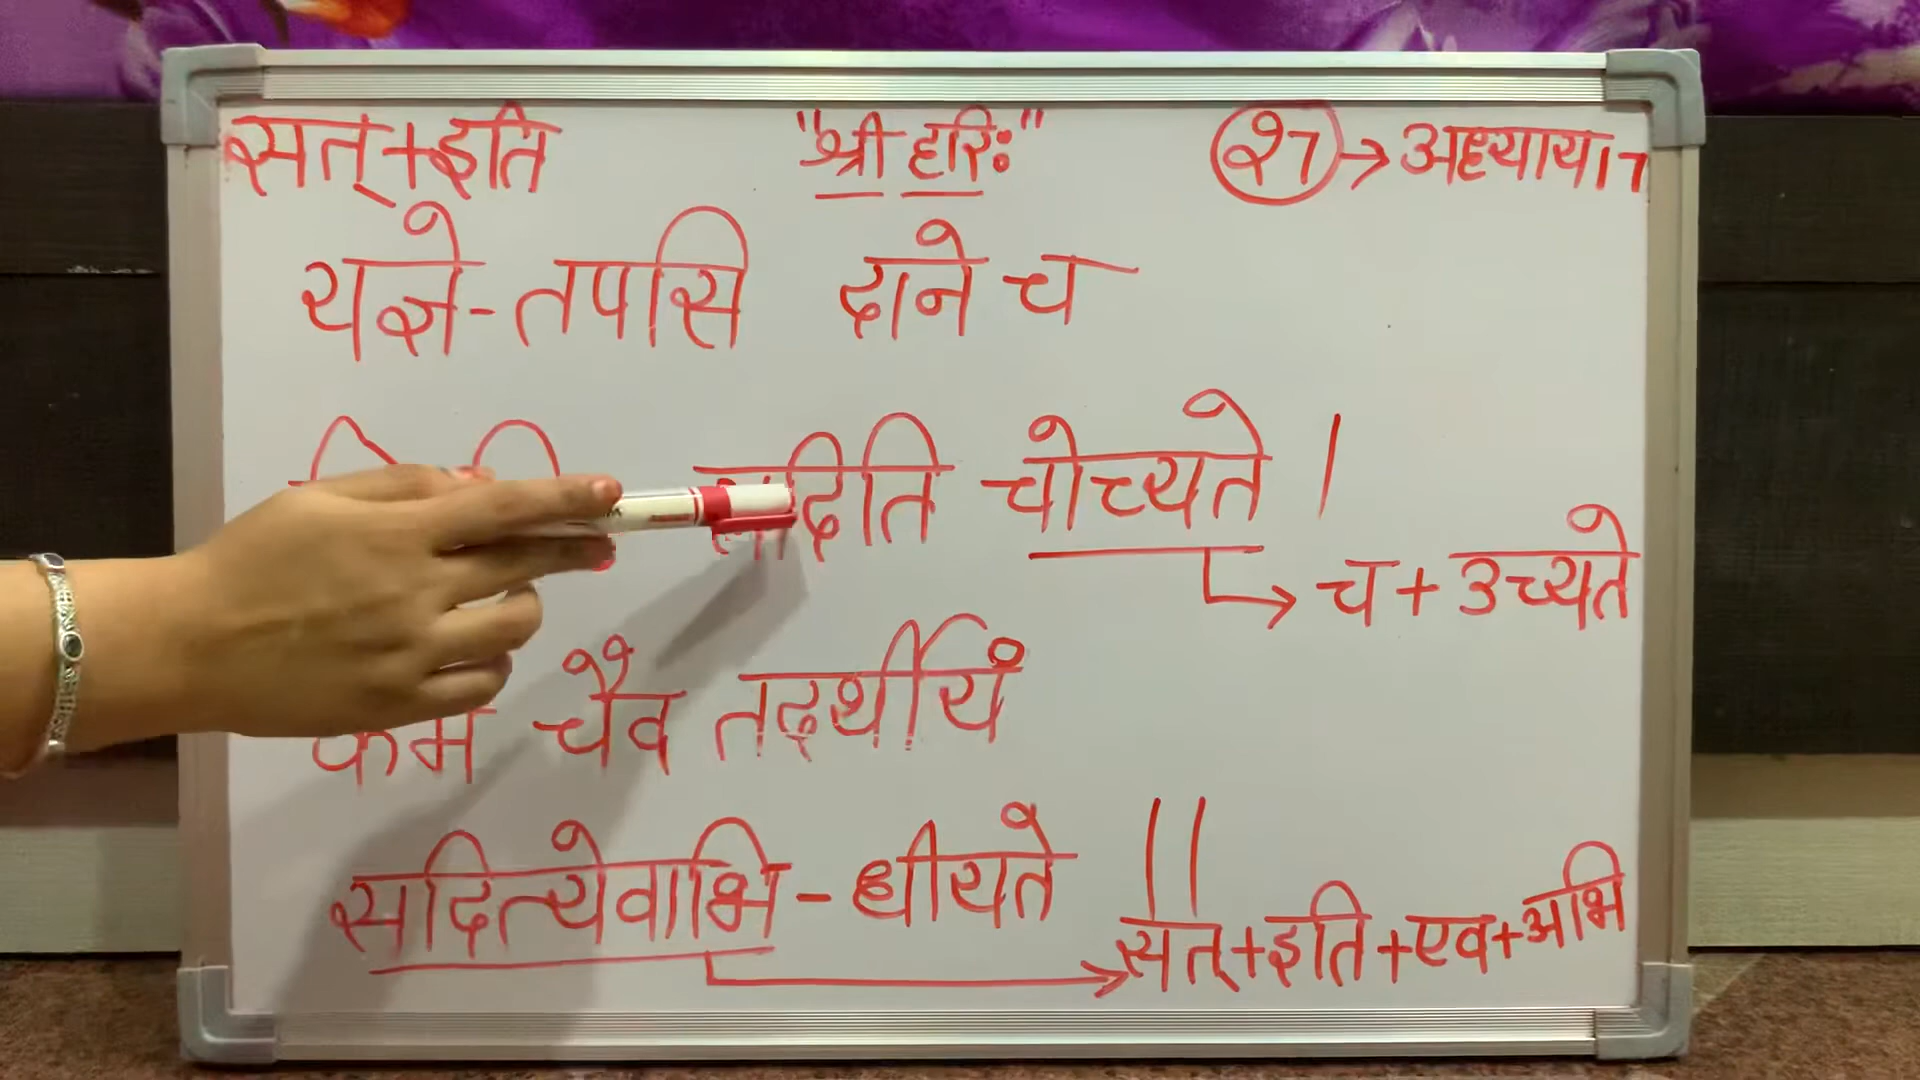 सत्+इति "श्री हरिः" २७→अध्याय१७
यज्ञे-तपसि दाने च
सदिति चोच्यते ।
→ च+उच्यते
कर्म चैव तदर्थीयं
सदित्येवाभि-धीयते ॥
→सत्+इति+एव+अभि